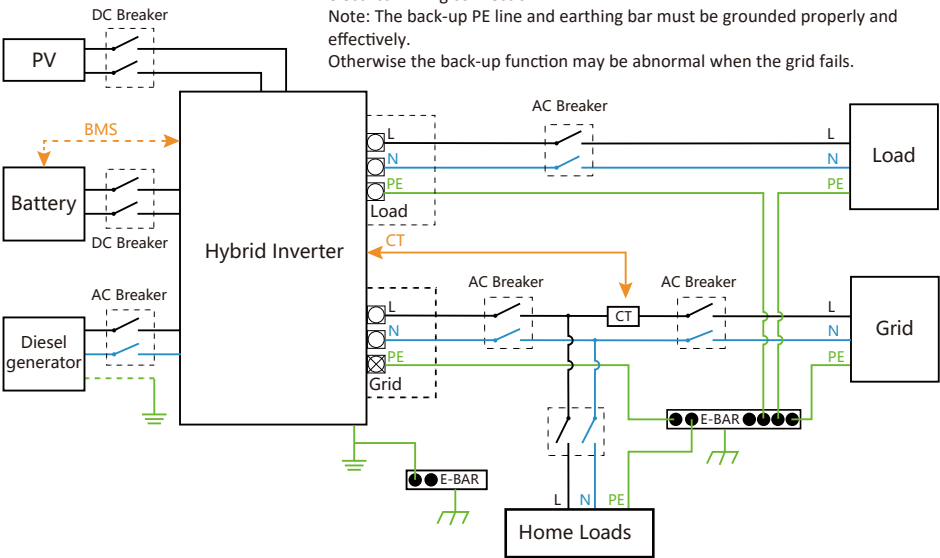 DC Breaker
Note: The back-up PE line and earthing bar must be grounded properly and
effectively.
Otherwise the back-up function may be abnormal when the grid fails.
PV
AC Breaker
BMS
L
L
N
N
Load
PE
PE
Battery
Load
DC Breaker
Hybrid Inverter
CT
AC Breaker
AC Breaker
AC Breaker
L
L
CT
Diesel
generator
N
N
Grid
PE
PE
Grid
E-BAR
E-BAR
L
N
PE
Home Loads